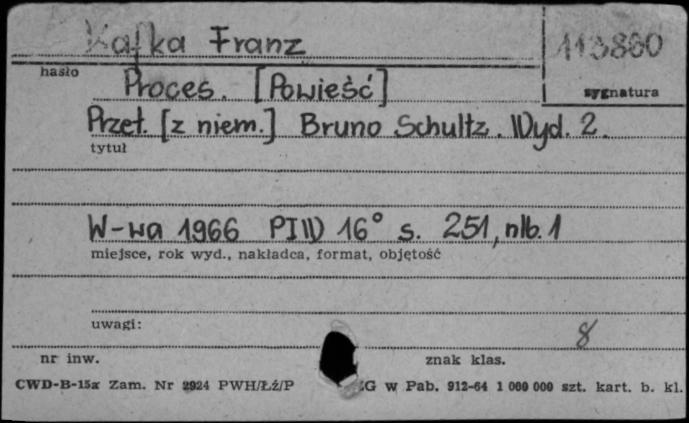 Kafka Franz
113860
hasło
sygnatura
Proces. [Powieść]
Przeł. [z niem.] Bruno Schultz. Wyd. 2.
tytuł
W-wa 1966 PIW 16° s. 251, nlb. 1
miejsce, rok wyd., nakładca, format, objętość
uwagi:
8
nr inw.
znak klas.
CWD-B-15a Zam. Nr 2924 PWH/Łź/P ZG w Pab. 912-64 1 000 000 szt. kart. b. kl.